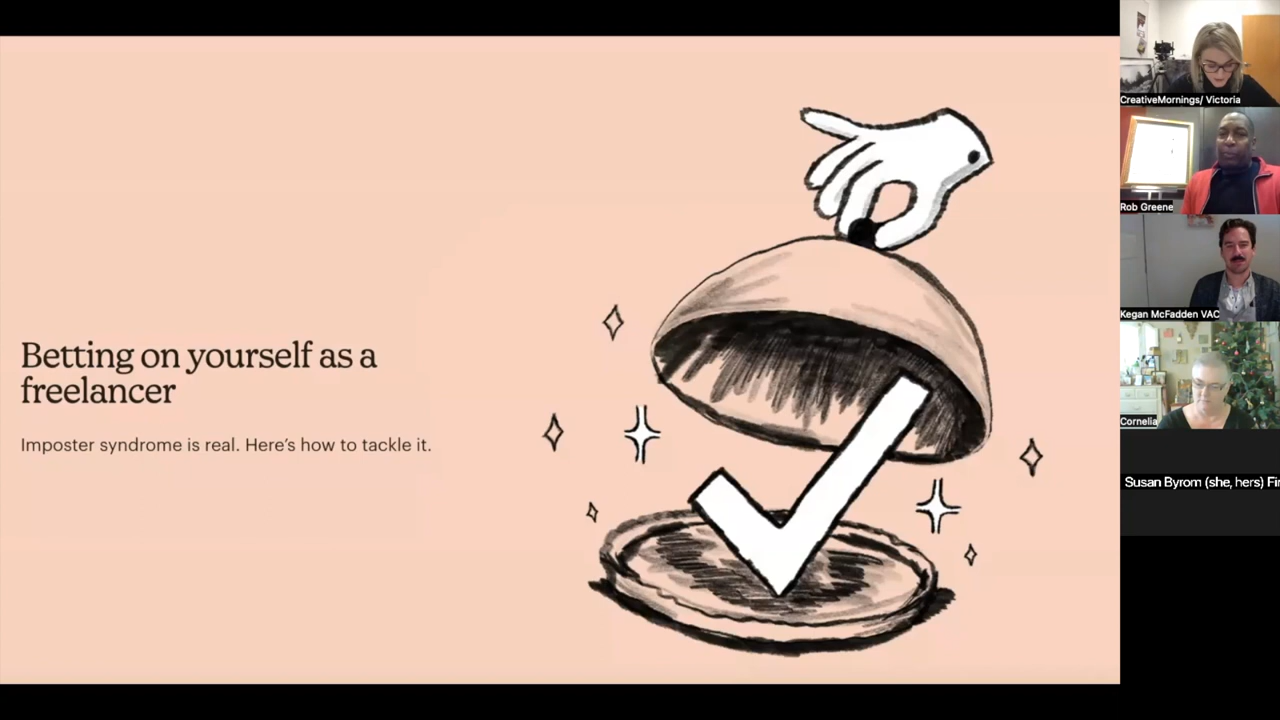 Betting on yourself as a
freelancer
Imposter syndrome is real. Here’s how to tackle it.
CreativeMornings/ Victoria
Rob Greene
Kegan McFadden VAC
Cornelia
Susan Byrom (she, hers) Fir